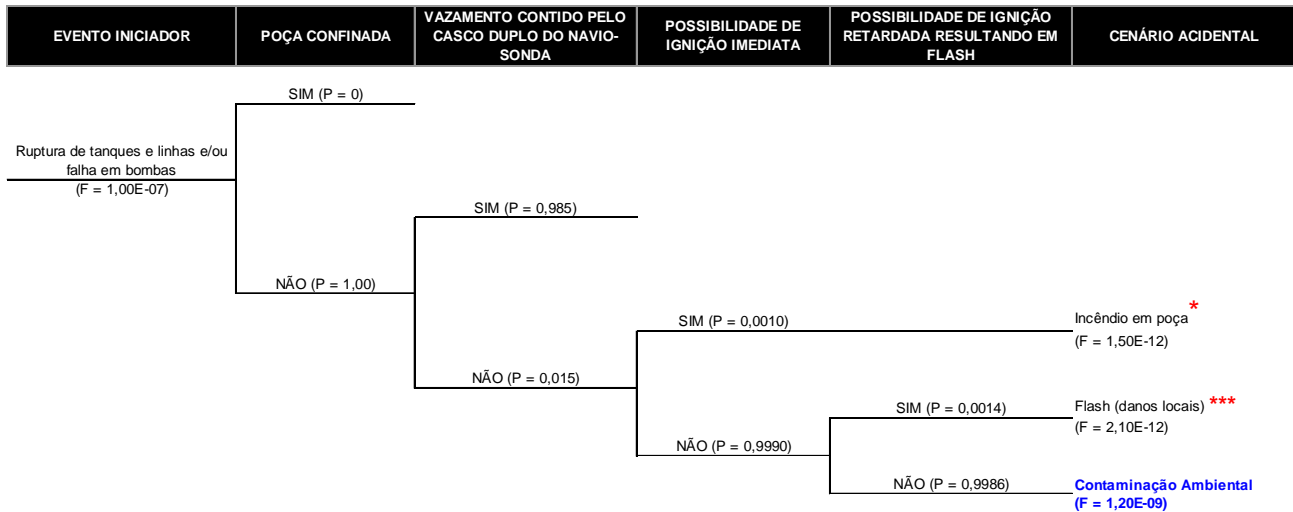 EVENTO INICIADOR
POÇA CONFINADA
VAZAMENTO CONTIDO PELO
CASCO DUPLO DO NAVIO-
SONDA
POSSIBILIDADE DE
IGNIÇÃO IMEDIATA
POSSIBILIDADE DE IGNIÇÃO
RETARDADA RESULTANDO EM
FLASH
CENÁRIO ACIDENTAL
SIM (P = 0)
Ruptura de tanques e linhas e/ou
falha em bombas
(F = 1,00E-07)
SIM (P = 0,985)
NÃO (P = 1,00)
SIM (P = 0,0010)
Incêndio em poça *
(F = 1,50E-12)
NÃO (P = 0,015)
SIM (P = 0,0014)
Flash (danos locais) ***
(F = 2,10E-12)
NÃO (P = 0,9990)
NÃO (P = 0,9986)
Contaminação Ambiental
(F = 1,20E-09)